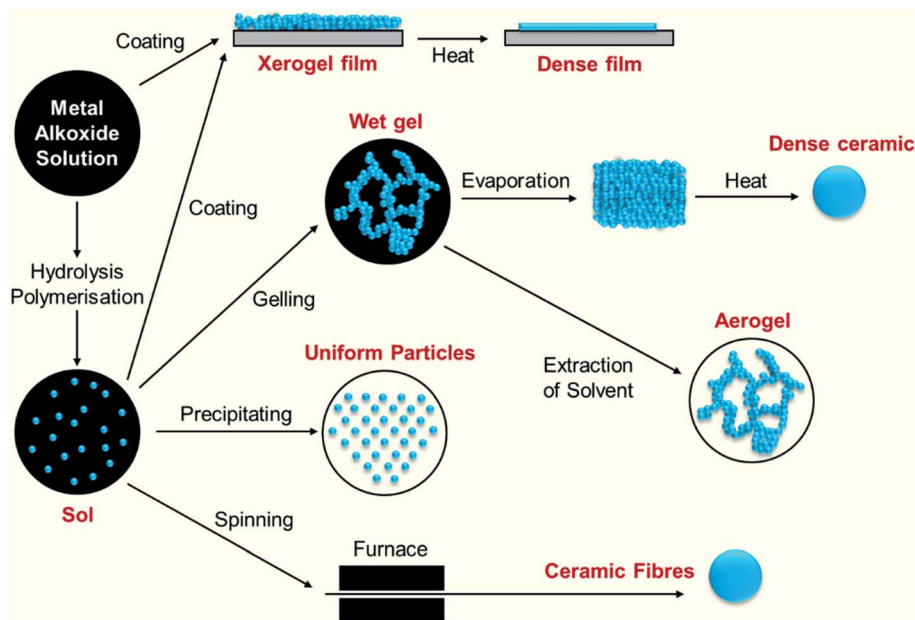 Coating
Xerogel film
Heat
Dense film
Metal
Alkoxide
Solution
Wet gel
Dense ceramic
Evaporation
Heat
Coating
Hydrolysis
Polymerisation
Gelling
Aerogel
Uniform Particles
Extraction
of Solvent
Precipitating
Sol
Spinning
Furnace
Ceramic Fibres